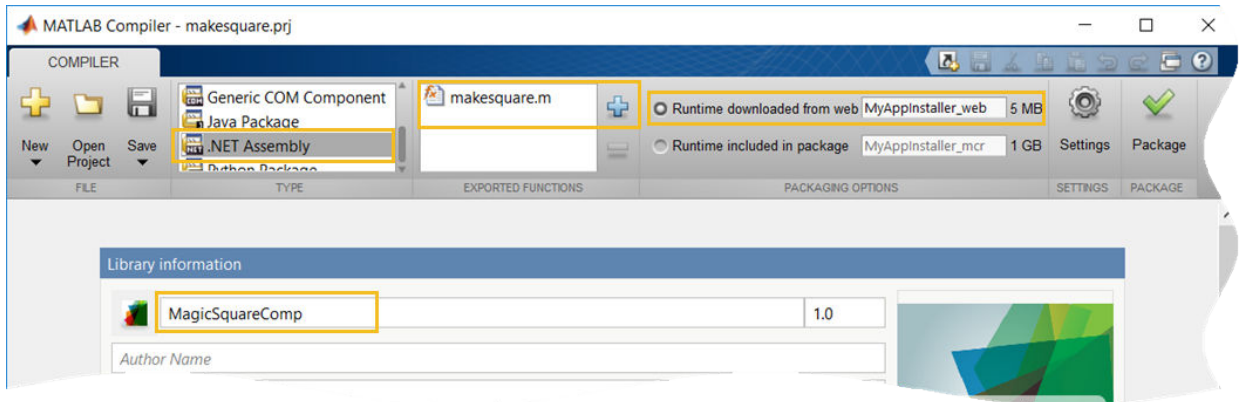 MATLAB Compiler - makesquare.prj
COMPILER
New
Open Project
Save
FILE
Generic COM Component
Java Package
.NET Assembly
Python Package
TYPE
makesquare.m
EXPORTED FUNCTIONS
Runtime downloaded from web MyAppInstaller_web 5 MB
Runtime included in package MyAppInstaller_mcr 1 GB
PACKAGING OPTIONS
Settings
SETTINGS
Package
PACKAGE
Library information
MagicSquareComp 1.0
Author Name